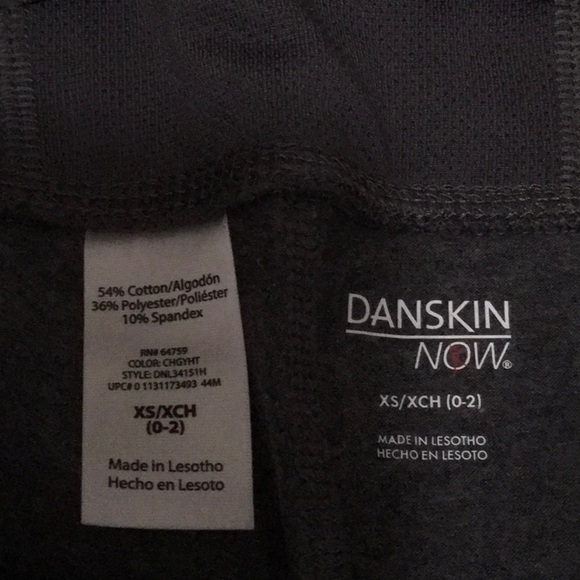 54% Cotton/Algodón
36% Polyester/Poliéster
10% Spandex
RN# 64759
COLOR: CHGYHT
STYLE: DNL34151H
UPC# 0 1131173493 44M
XS/XCH
(0-2)
Made in Lesotho
Hecho en Lesoto
DANSKIN
NOW®
XS/XCH (0-2)
MADE IN LESOTHO
HECHO EN LESOTO